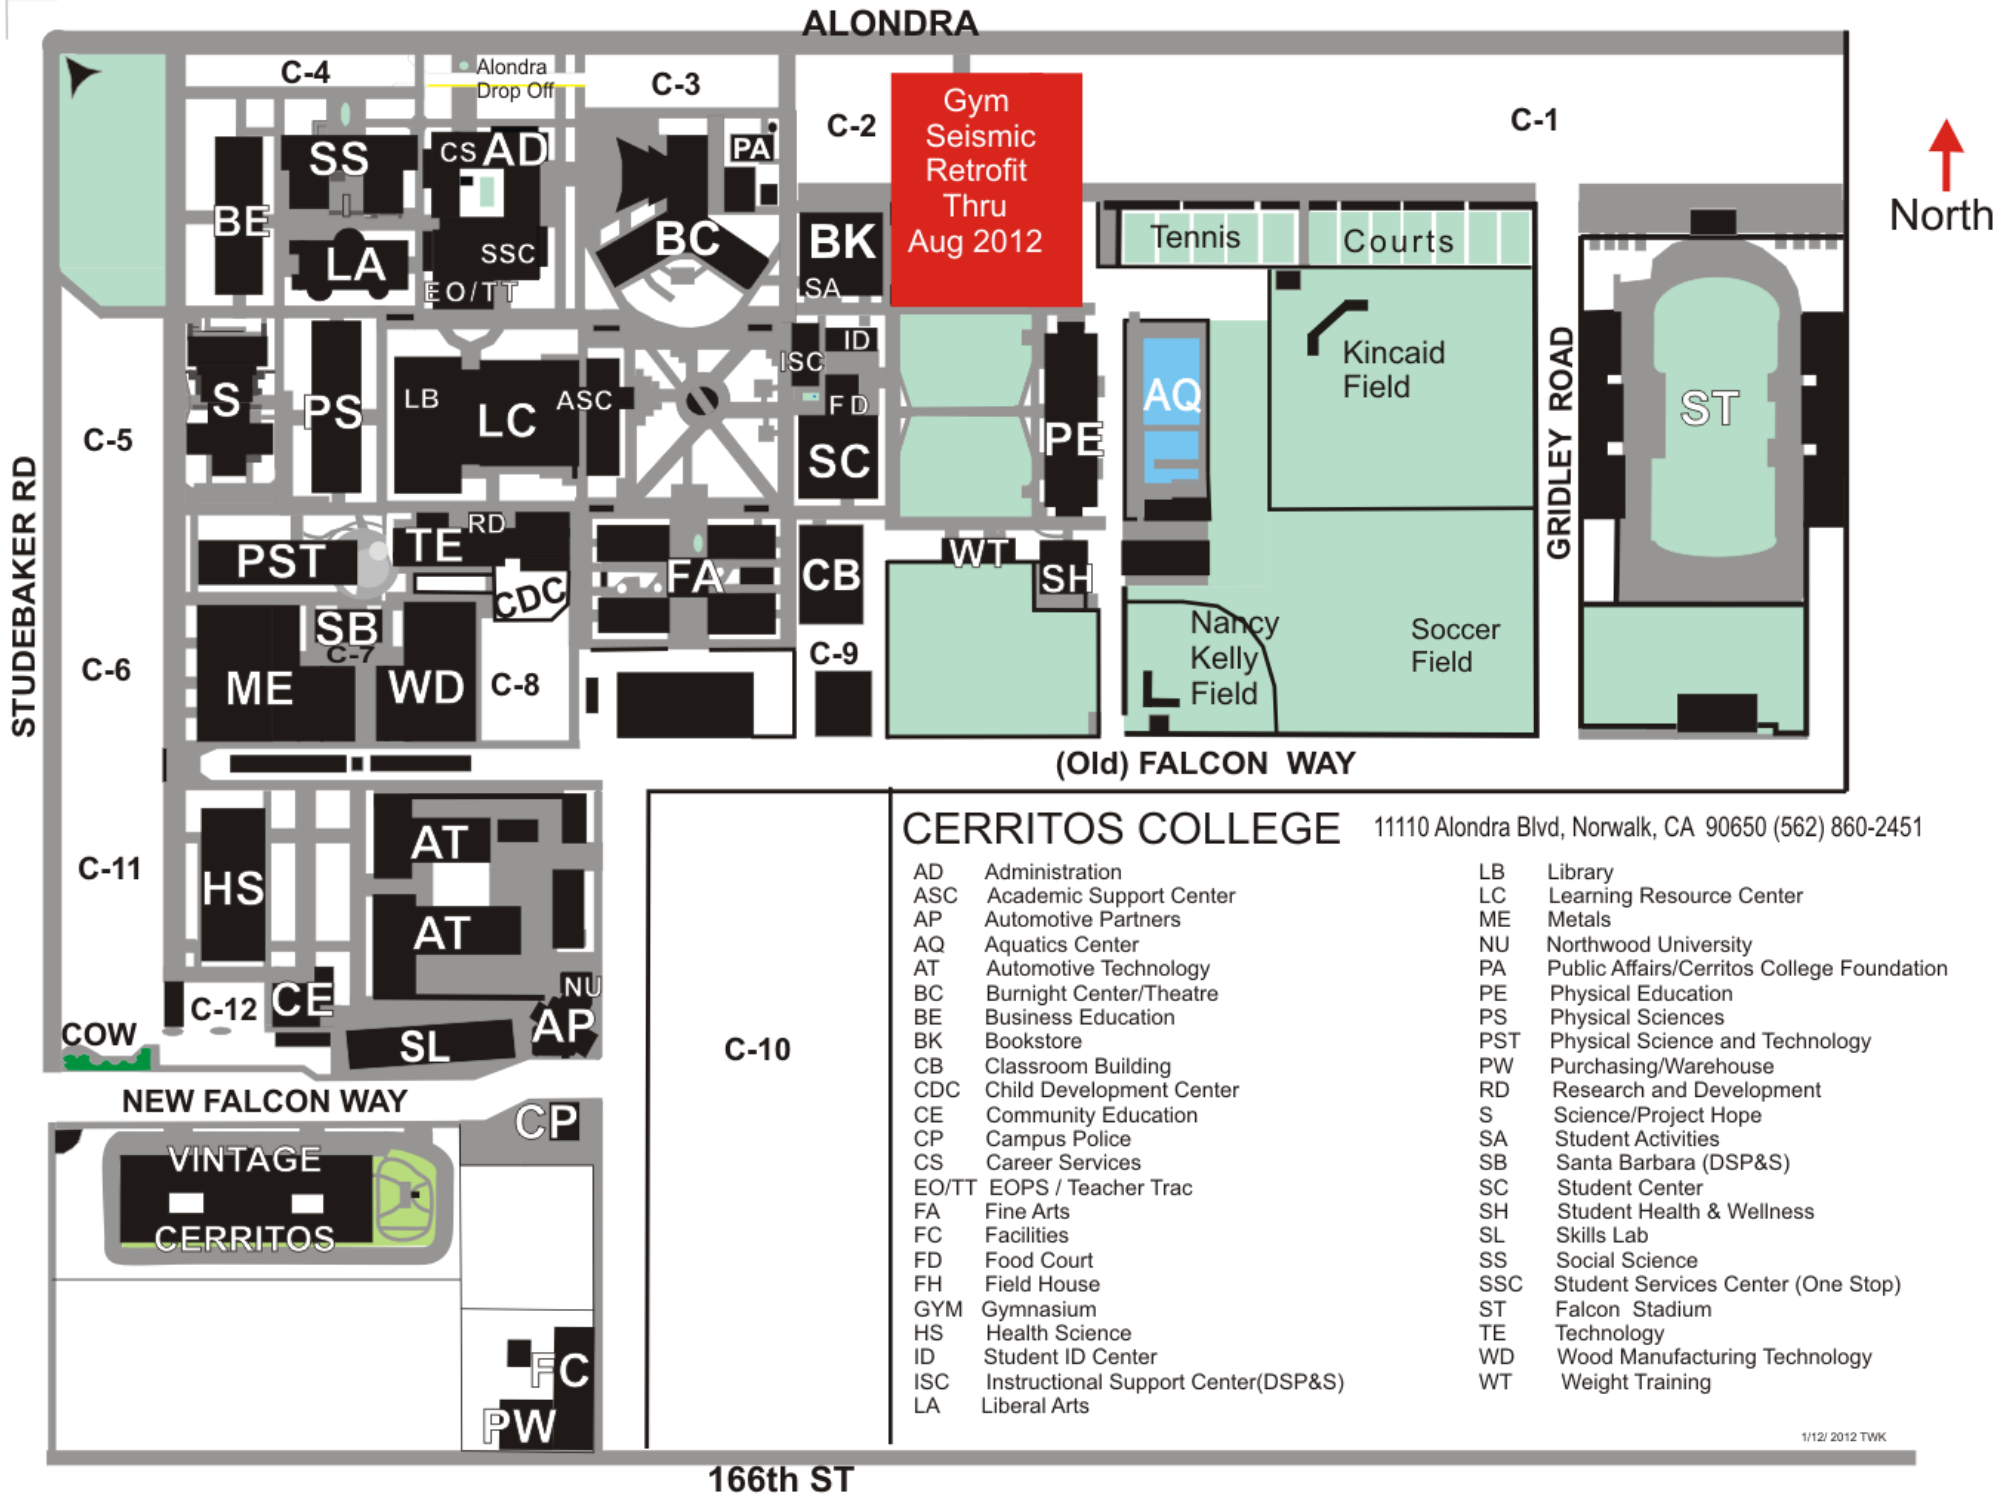 ALONDRA
C-4
Alondra
Drop Off
C-3
C-2
Gym
Seismic
Retrofit
Thru
Aug 2012
C-1
North
SS
CS AD
PA
BE
I
LA
SSC
EO/TT
BC
BK
SA
Tennis
Courts
Kincaid
Field
GRIDLEY ROAD
ST
S
PS
LB
LC
ASC
ISC
ID
FD
SC
PE
AQ
C-5
STUDEBAKER RD
PST
TE
RD
CDC
FA
CB
WT
SH
SB
C-7
C-6
ME
WD
C-8
C-9
Nancy
Kelly
Field
Soccer
Field
(Old) FALCON WAY
C-11
HS
AT
AT
NU
AP
C-12
CE
SL
COW
C-10
NEW FALCON WAY
CP
VINTAGE
CERRITOS
FC
PW
166th ST
CERRITOS COLLEGE
11110 Alondra Blvd, Norwalk, CA 90650 (562) 860-2451
AD Administration
ASC Academic Support Center
AP Automotive Partners
AQ Aquatics Center
AT Automotive Technology
BC Burnight Center/Theatre
BE Business Education
BK Bookstore
CB Classroom Building
CDC Child Development Center
CE Community Education
CP Campus Police
CS Career Services
EO/TT EOPS / Teacher Trac
FA Fine Arts
FC Facilities
FD Food Court
FH Field House
GYM Gymnasium
HS Health Science
ID Student ID Center
ISC Instructional Support Center(DSP&S)
LA Liberal Arts
LB Library
LC Learning Resource Center
ME Metals
NU Northwood University
PA Public Affairs/Cerritos College Foundation
PE Physical Education
PS Physical Sciences
PST Physical Science and Technology
PW Purchasing/Warehouse
RD Research and Development
S Science/Project Hope
SA Student Activities
SB Santa Barbara (DSP&S)
SC Student Center
SH Student Health & Wellness
SL Skills Lab
SS Social Science
SSC Student Services Center (One Stop)
ST Falcon Stadium
TE Technology
WD Wood Manufacturing Technology
WT Weight Training
1/12/ 2012 TWK